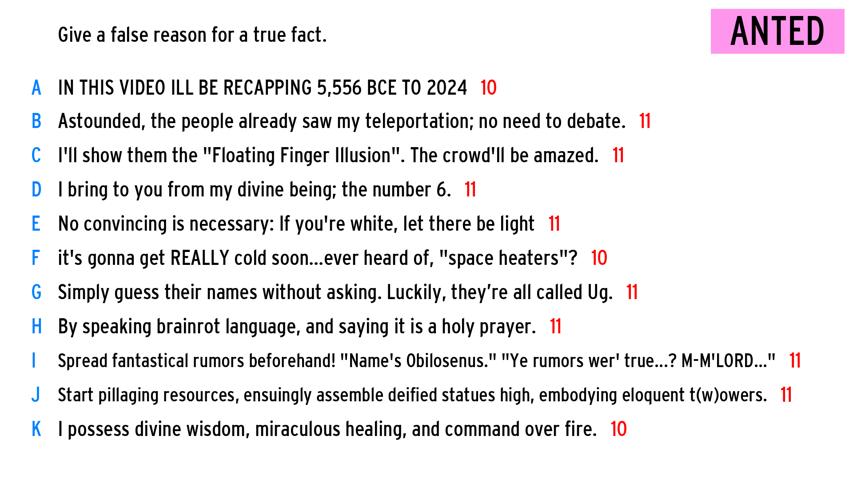 Give a false reason for a true fact.
ANTED
A IN THIS VIDEO ILL BE RECAPPING 5,556 BCE TO 2024 10
B Astounded, the people already saw my teleportation; no need to debate. 11
C I'll show them the "Floating Finger Illusion". The crowd'll be amazed. 11
D I bring to you from my divine being; the number 6. 11
E No convincing is necessary: If you're white, let there be light 11
F it's gonna get REALLY cold soon...ever heard of, "space heaters"? 10
G Simply guess their names without asking. Luckily, they’re all called Ug. 11
H By speaking brainrot language, and saying it is a holy prayer. 11
I Spread fantastical rumors beforehand! "Name's Obilosenus." "Ye rumors wer' true...? M-M'LORD..." 11
J Start pillaging resources, ensuingly assemble deified statues high, embodying eloquent t(w)owers. 11
K I possess divine wisdom, miraculous healing, and command over fire. 10